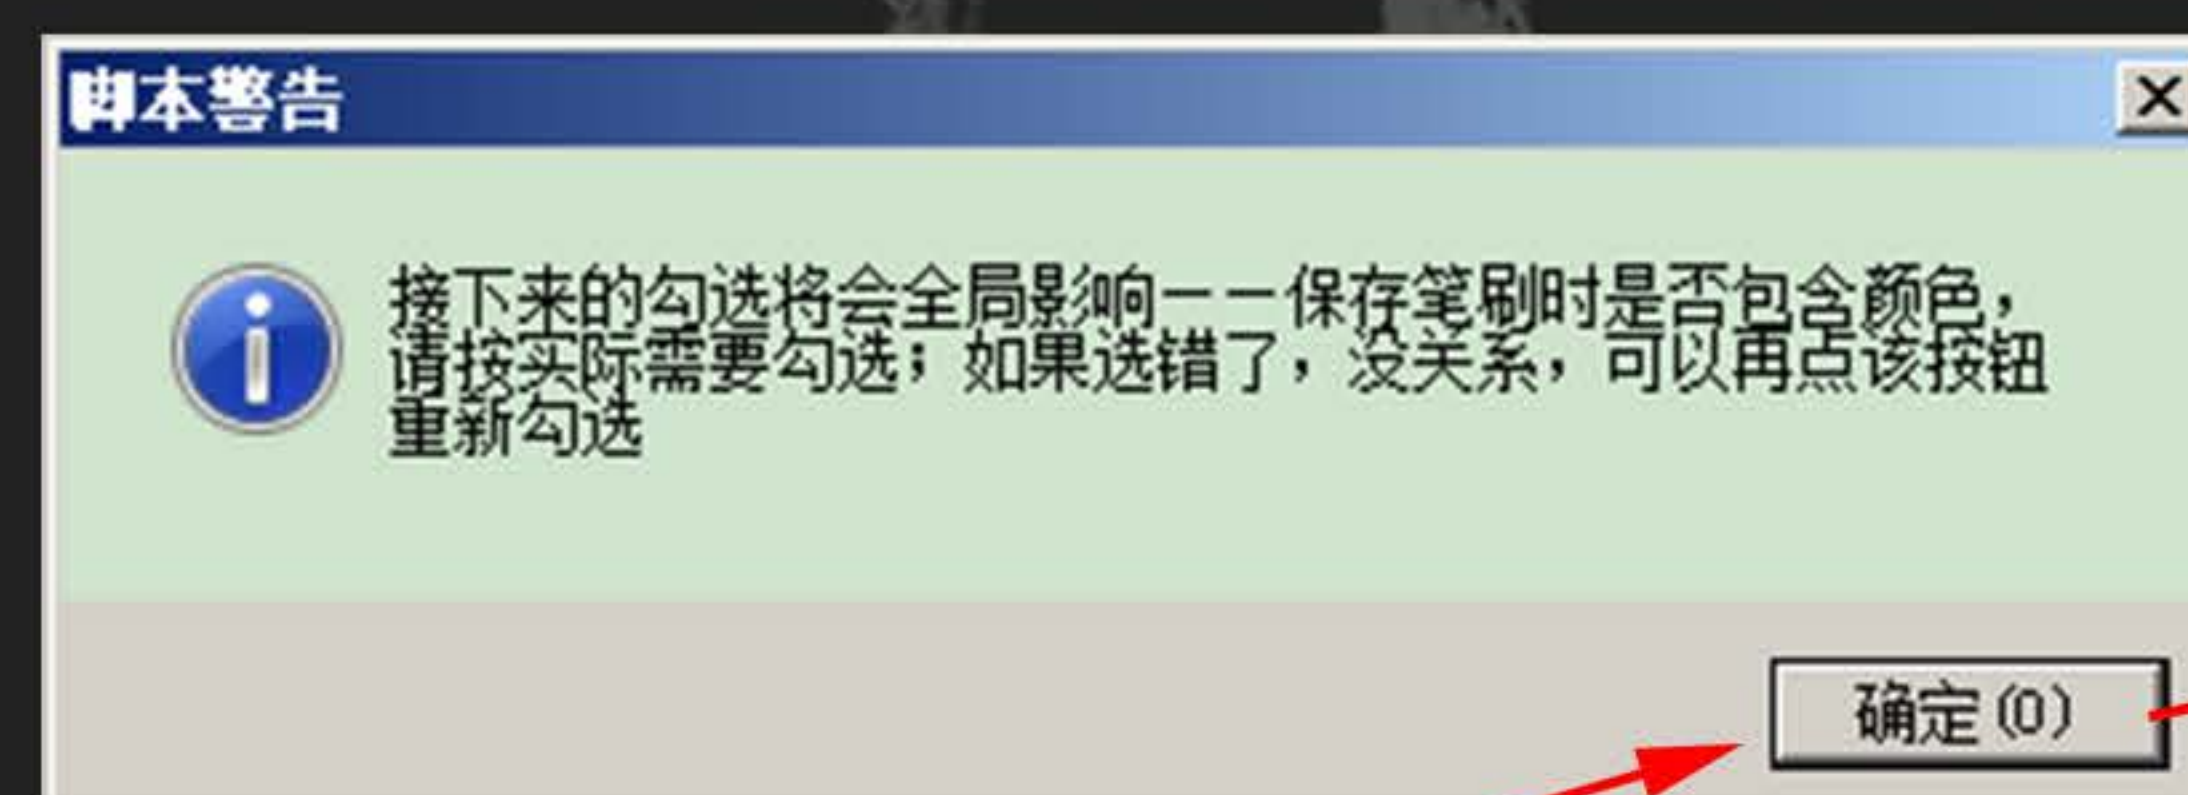 脚本警告
接下来的勾选将会全局影响——保存笔刷时是否包含颜色，
请按实际需要勾选；如果选错了，没关系，可以再点该按钮
重新勾选
确定(O)